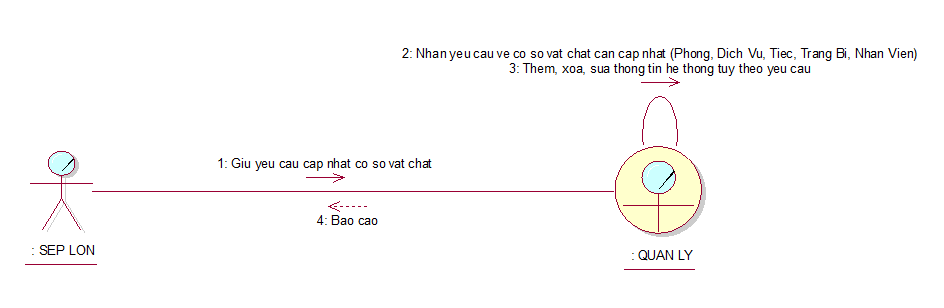 2: Nhan yeu cau ve co so vat chat can cap nhat (Phong, Dich Vu, Tiec, Trang Bi, Nhan Vien)
3: Them, xoa, sua thong tin he thong tuy theo yeu cau
1: Giu yeu cau cap nhat co so vat chat
4: Bao cao
: SEP LON
: QUAN LY